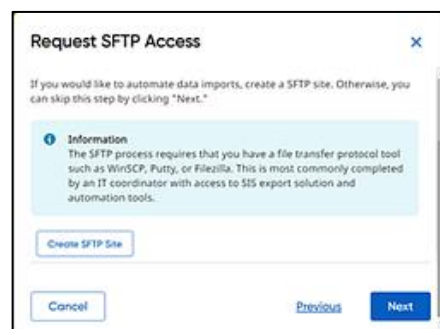 Request SFTP Access
If you would like to automate data imports, create a SFTP site. Otherwise, you
can skip this step by clicking "Next."
Information
The SFTP process requires that you have a file transfer protocol tool
such as WinSCP, Putty, or Filezilla. This is most commonly completed
by an IT coordinator with access to SIS export solution and
automation tools.
Create SFTP Site
Cancel Previous Next